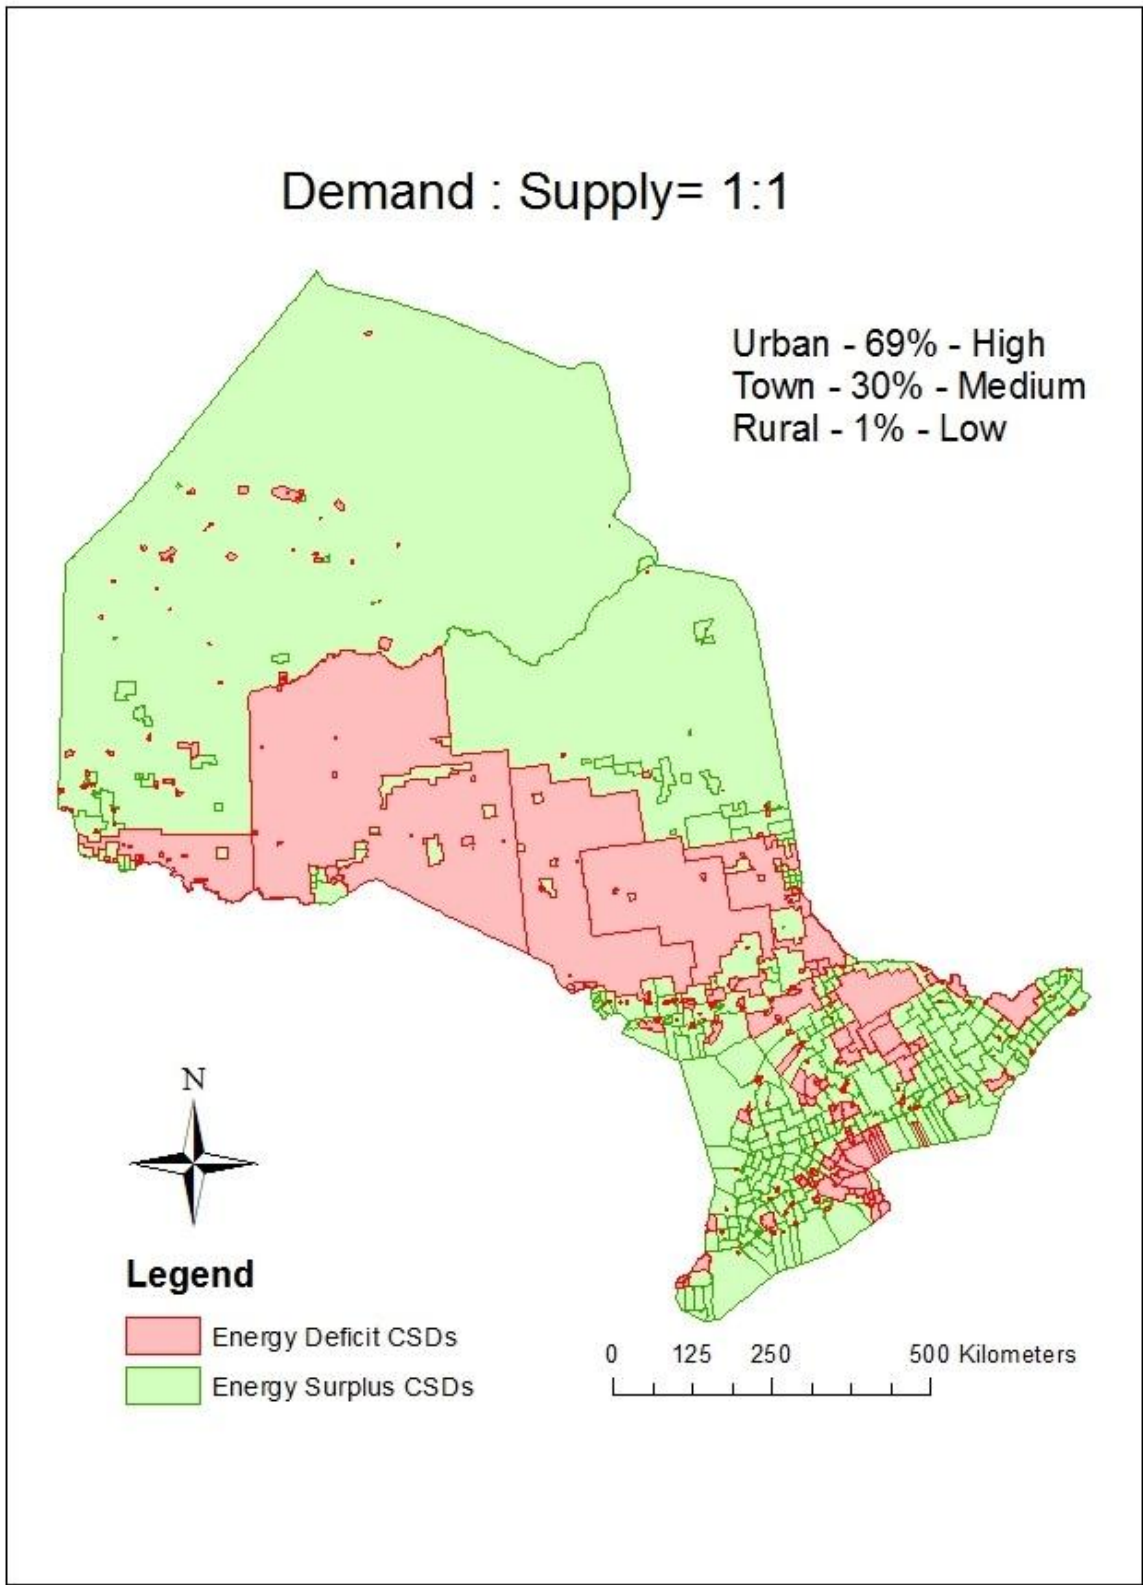 Demand : Supply= 1:1
Urban - 69% - High
Town - 30% - Medium
Rural - 1% - Low
N
Legend
Energy Deficit CSDs
Energy Surplus CSDs
0 125 250 500 Kilometers